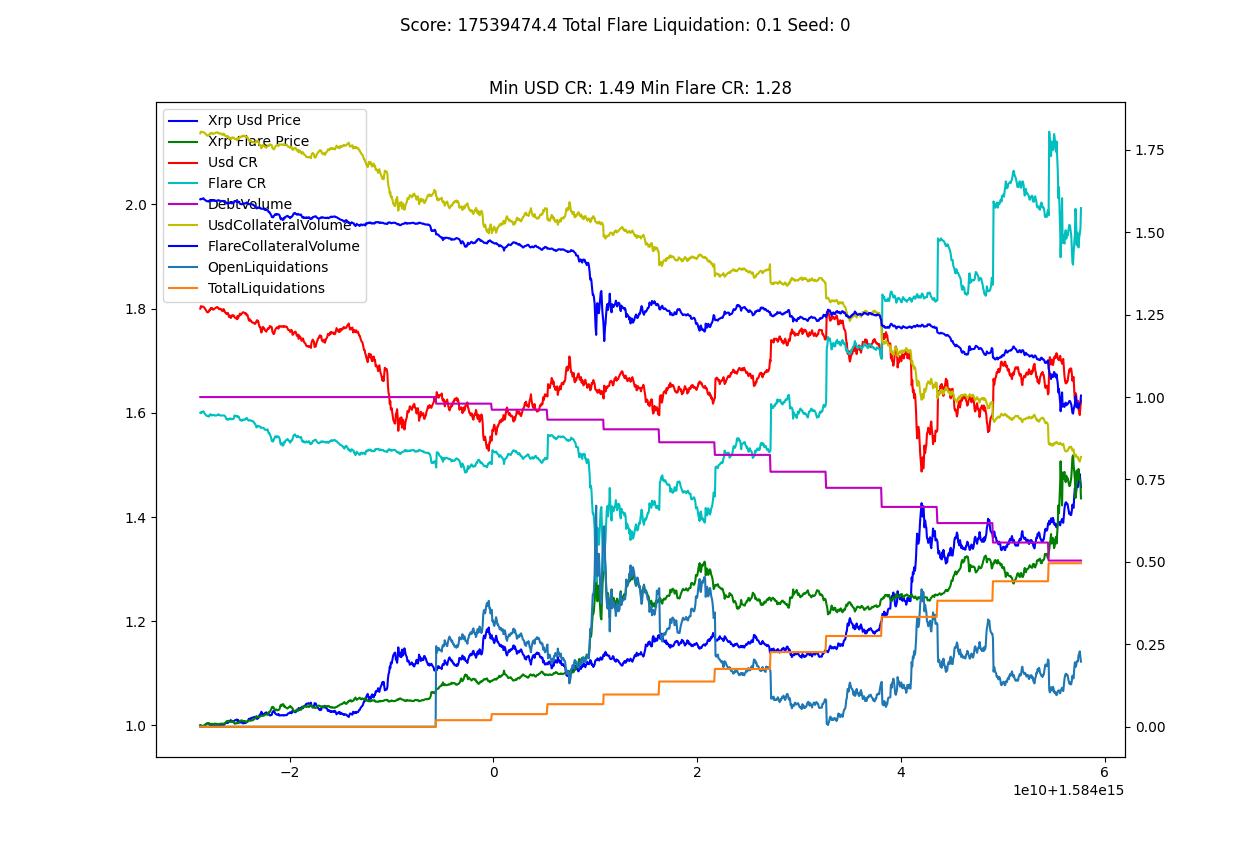 Score: 17539474.4 Total Flare Liquidation: 0.1 Seed: 0
Min USD CR: 1.49 Min Flare CR: 1.28
Xrp Usd Price
Xrp Flare Price
Usd CR
Flare CR
DebtVolume
UsdCollateralVolume
FlareCollateralVolume
OpenLiquidations
TotalLiquidations
2.0
1.8
1.6
1.4
1.2
1.0
1.75
1.50
1.25
1.00
0.75
0.50
0.25
0.00
−2 0 2 4 6
1e10+1.584e15